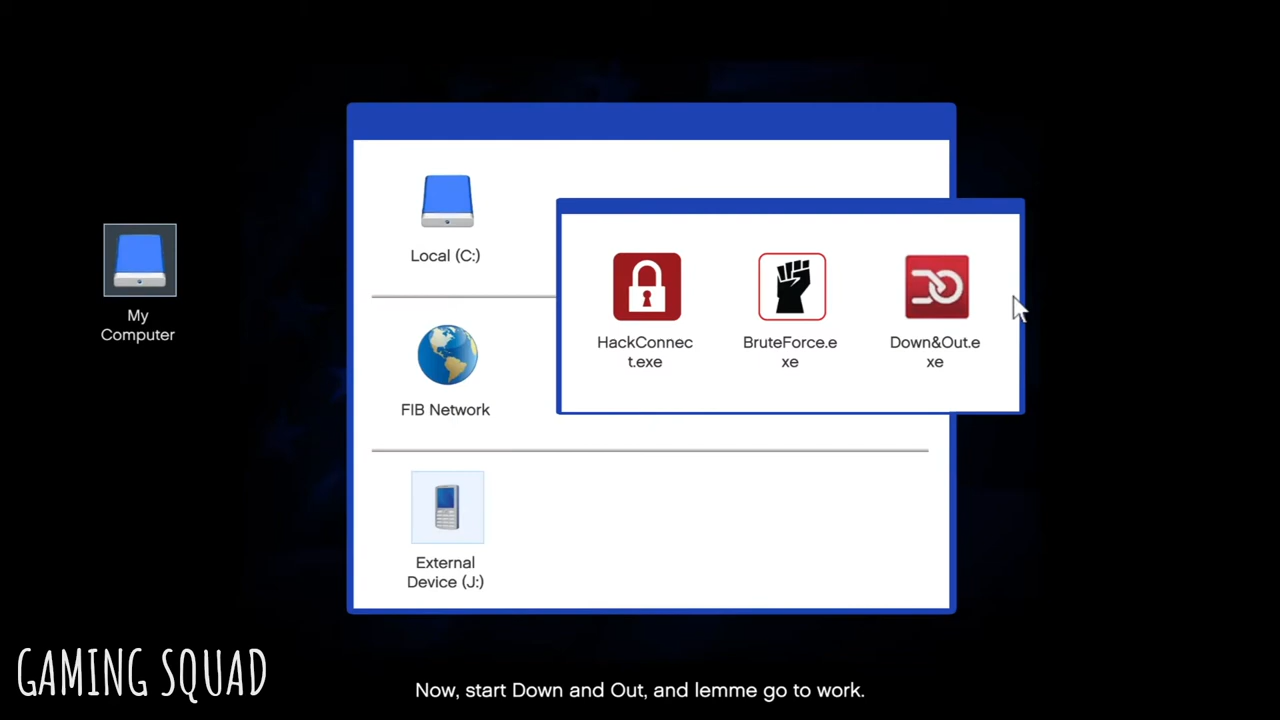 My
Computer
Local (C:)
FIB Network
External
Device (J:)
HackConnec
t.exe
BruteForce.e
xe
Down&Out.e
xe
GAMING SQUAD
Now, start Down and Out, and lemme go to work.